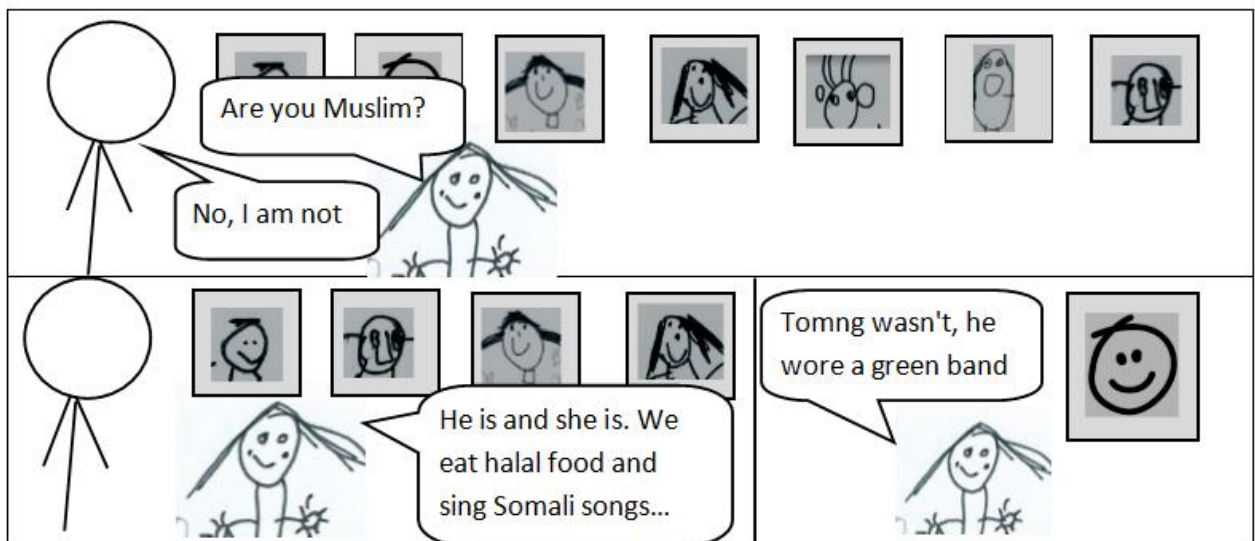 Are you Muslim?
No, I am not
He is and she is. We
eat halal food and
sing Somali songs...
Tomng wasn't, he
wore a green band